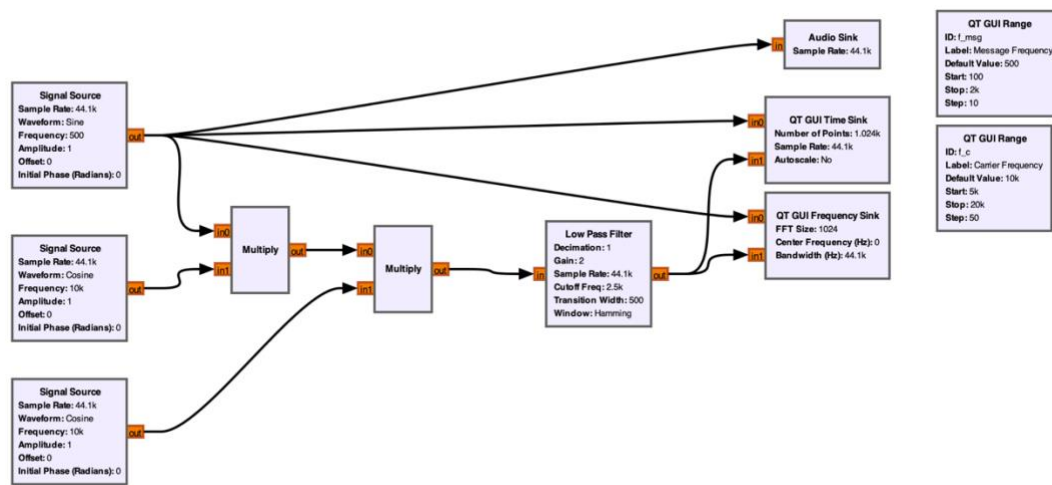 Signal Source
Sample Rate: 44.1k
Waveform: Sine
Frequency: 500
Amplitude: 1
Offset: 0
Initial Phase (Radians): 0
out
Signal Source
Sample Rate: 44.1k
Waveform: Cosine
Frequency: 10k
Amplitude: 1
Offset: 0
Initial Phase (Radians): 0
out
Signal Source
Sample Rate: 44.1k
Waveform: Cosine
Frequency: 10k
Amplitude: 1
Offset: 0
Initial Phase (Radians): 0
out
in0
in1
Multiply
out
in0
in1
Multiply
out
in
Low Pass Filter
Decimation: 1
Gain: 2
Sample Rate: 44.1k
Cutoff Freq: 2.5k
Transition Width: 500
Window: Hamming
out
in
Audio Sink
Sample Rate: 44.1k
in0
in1
QT GUI Time Sink
Number of Points: 1.024k
Sample Rate: 44.1k
Autoscale: No
in0
in1
QT GUI Frequency Sink
FFT Size: 1024
Center Frequency (Hz): 0
Bandwidth (Hz): 44.1k
QT GUI Range
ID: f_msg
Label: Message Frequency
Default Value: 500
Start: 100
Stop: 2k
Step: 10
QT GUI Range
ID: f_c
Label: Carrier Frequency
Default Value: 10k
Start: 5k
Stop: 20k
Step: 50